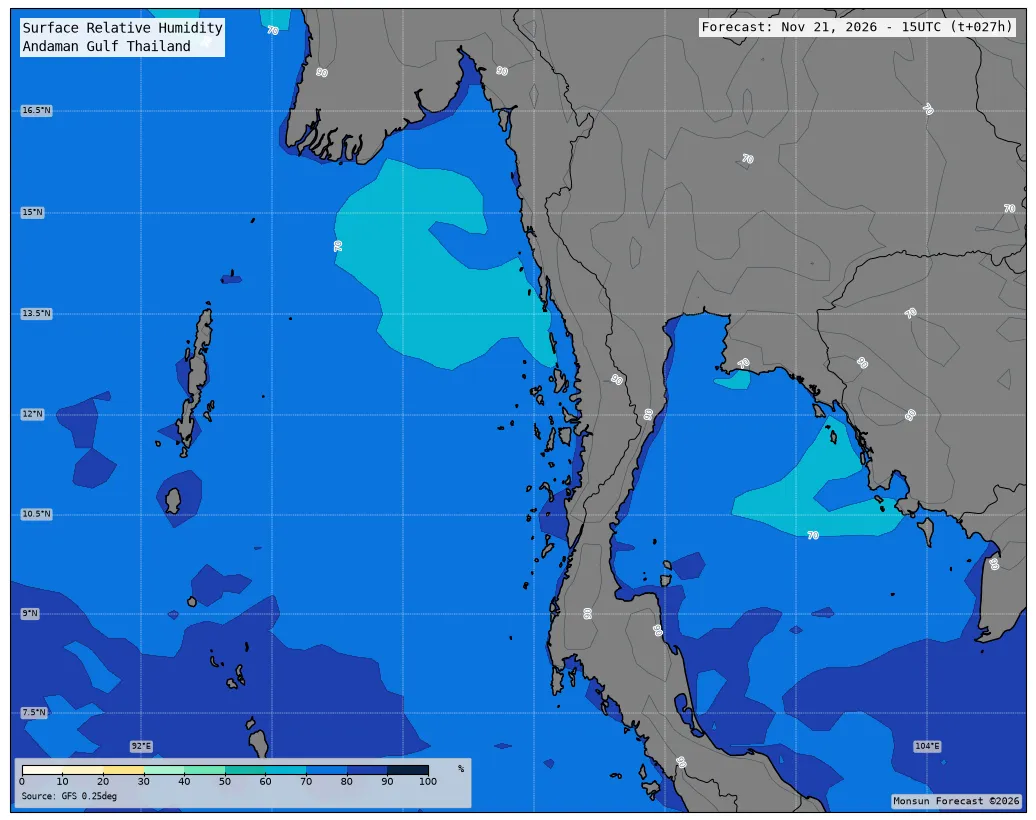 Surface Relative Humidity
Andaman Gulf Thailand
Forecast: Nov 21, 2026 - 15UTC (t+027h)
70
90
90
16.5°N
70
70
15°N
70
70
13.5°N
70
70
90
90
12°N
90
90
10.5°N
70
90
9°N
90
90
7.5°N
92°E
104°E
90
0 10 20 30 40 50 60 70 80 90 100 %
Source: GFS 0.25deg
Monsun Forecast ©2026